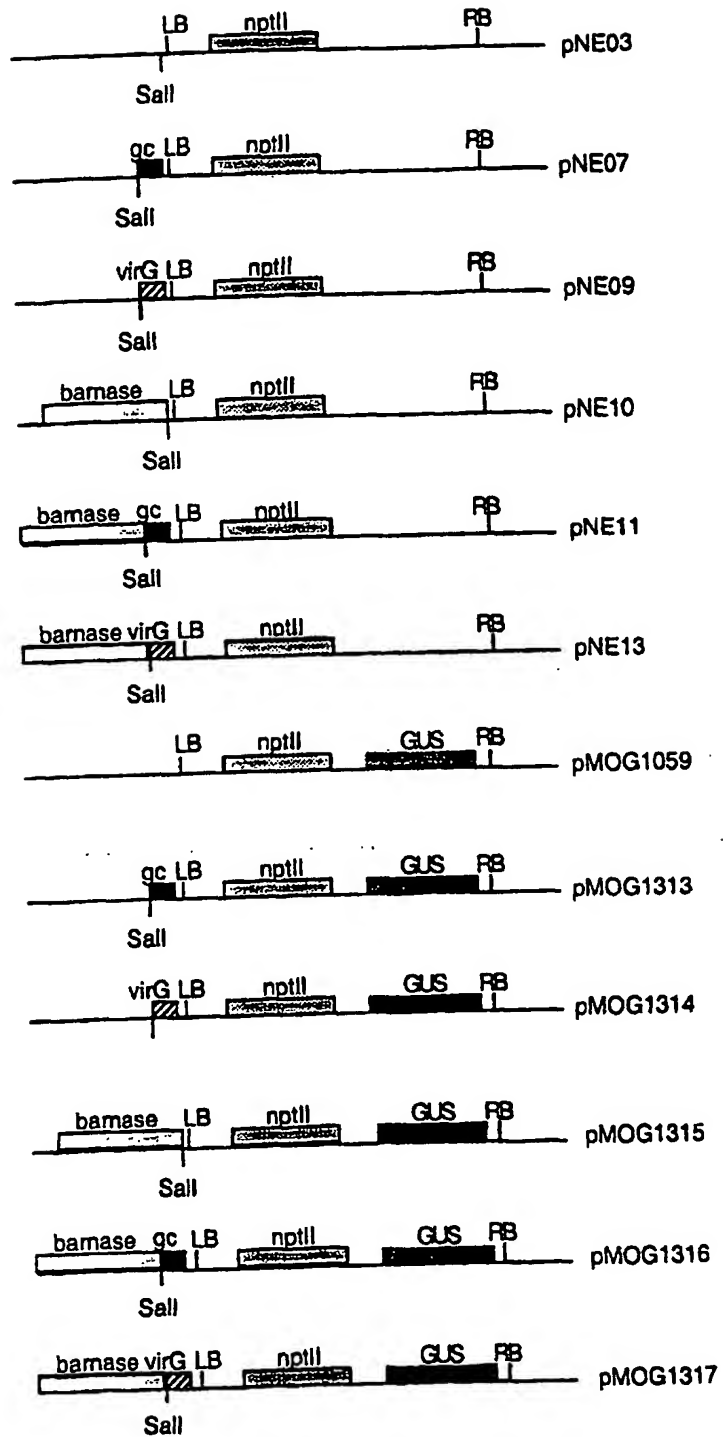 LB nptII RB
pNE03
SalI
gc LB nptII RB
pNE07
SalI
virG LB nptII RB
pNE09
SalI
barnase LB nptII RB
pNE10
SalI
barnase gc LB nptII RB
pNE11
SalI
barnase virG LB nptII RB
pNE13
SalI
LB nptII GUS RB
pMOG1059
gc LB nptII GUS RB
pMOG1313
SalI
virG LB nptII GUS RB
pMOG1314
barnase LB nptII GUS RB
pMOG1315
SalI
barnase gc LB nptII GUS RB
pMOG1316
SalI
barnase virG LB nptII GUS RB
pMOG1317
SalI